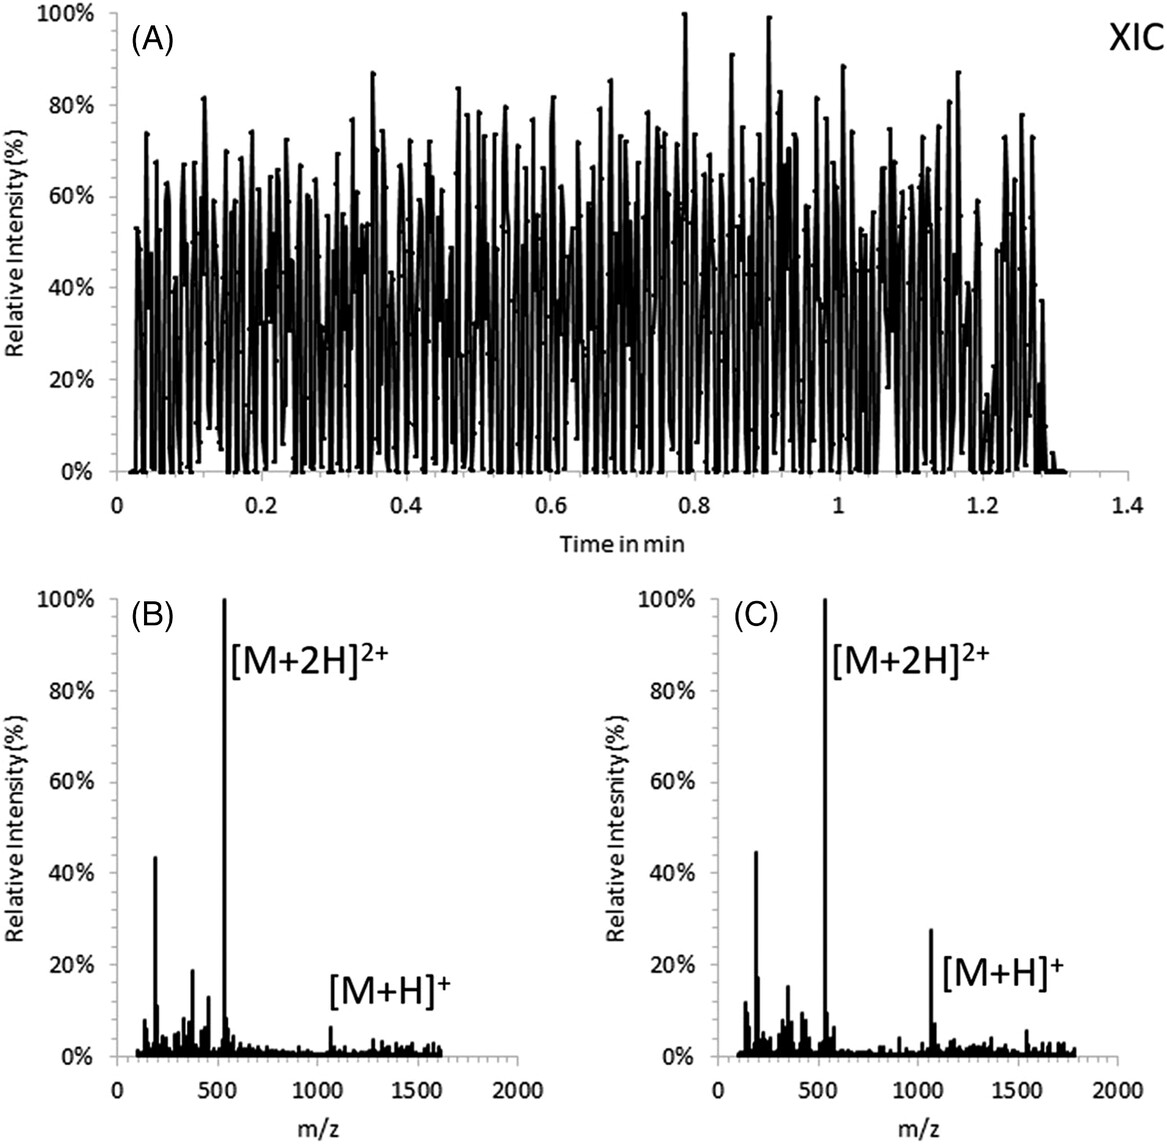 (A)
XIC
Relative Intensity (%)
100%
80%
60%
40%
20%
0%
0 0.2 0.4 0.6 0.8 1 1.2 1.4
Time in min
(B)
Relative Intensity (%)
100%
80%
60%
40%
20%
0%
[M+2H]2+
[M+H]+
0 500 1000 1500 2000
m/z
(C)
Relative Intesnity (%)
100%
80%
60%
40%
20%
0%
[M+2H]2+
[M+H]+
0 500 1000 1500 2000
m/z